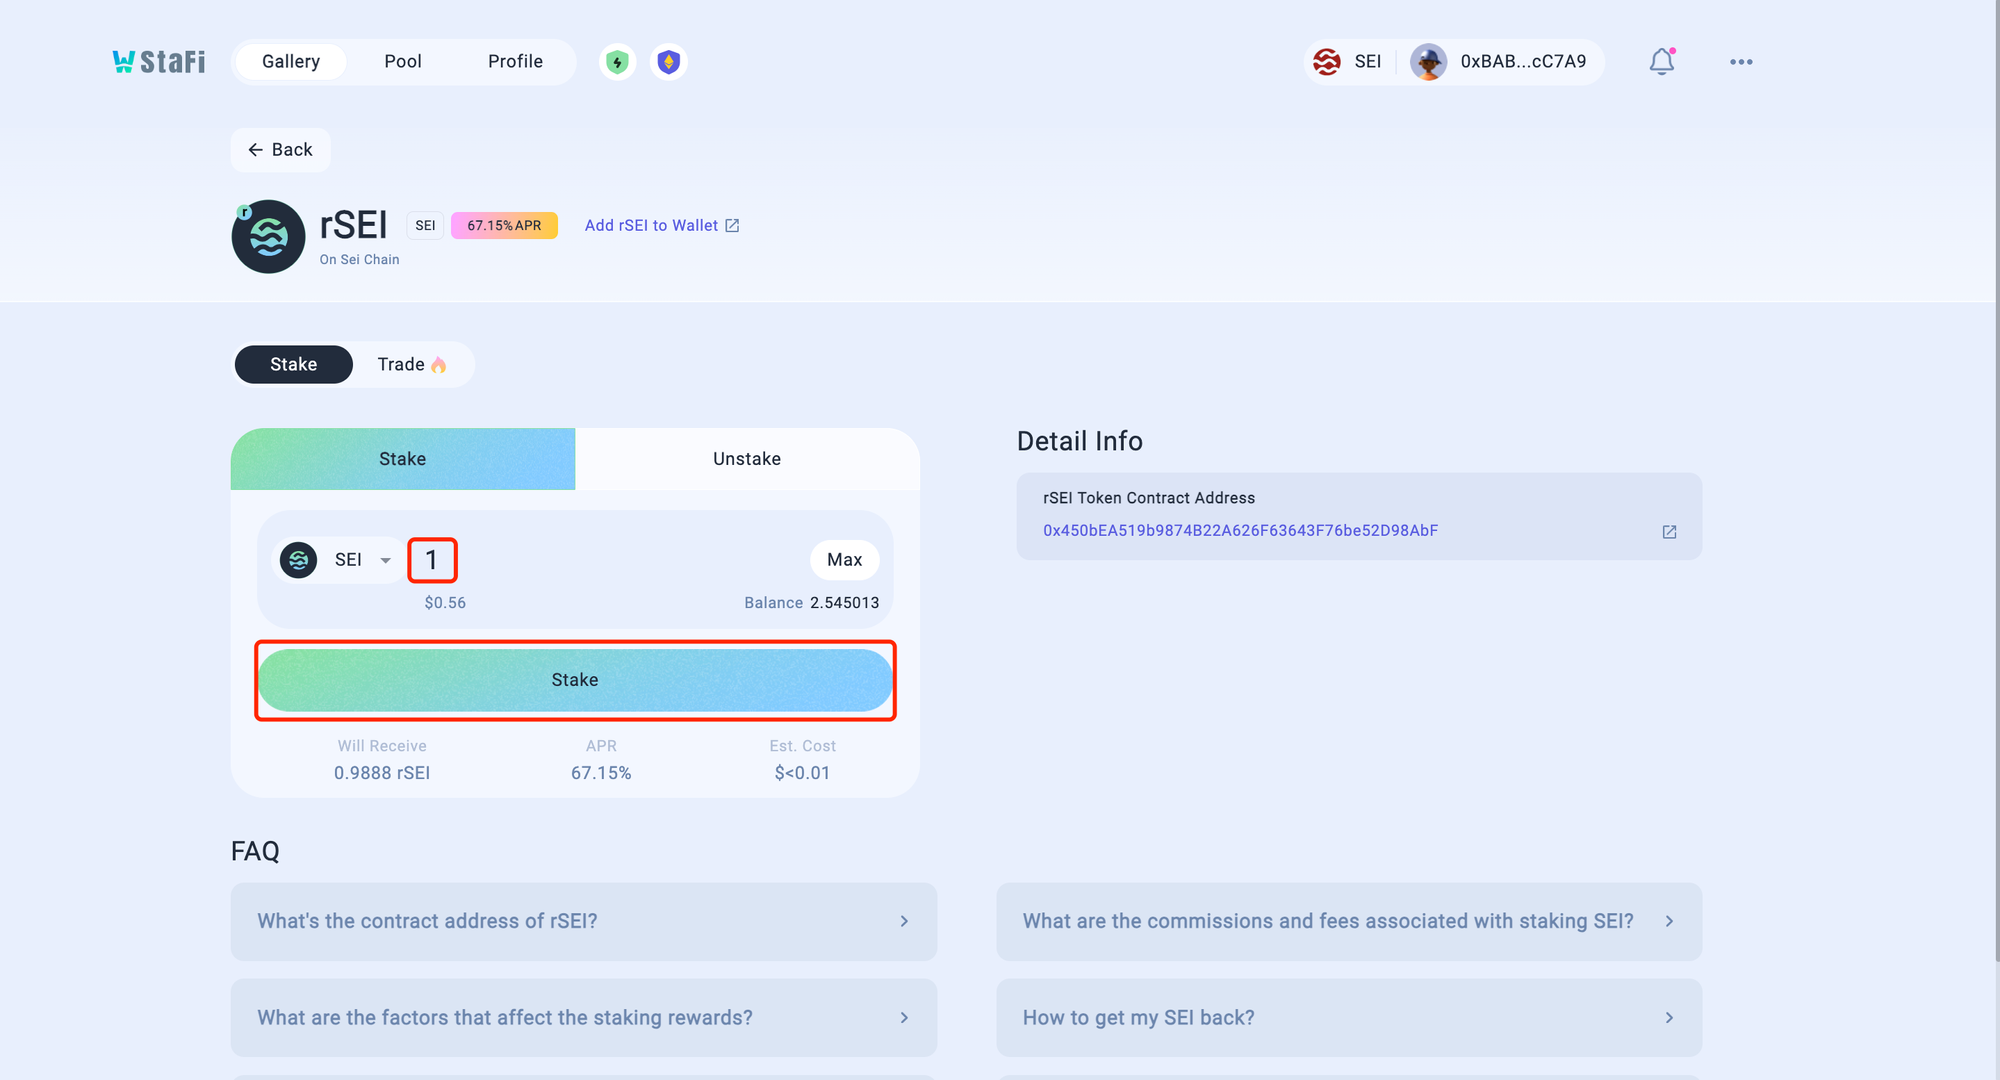 StaFi
Gallery
Pool
Profile
SEI
0xBAB...cC7A9
Back
r
rSEI
SEI
67.15%APR
Add rSEI to Wallet
On Sei Chain
Stake
Trade
Stake
Unstake
SEI
1
Max
$0.56
Balance 2.545013
Stake
Will Receive
0.9888 rSEI
APR
67.15%
Est. Cost
$<0.01
Detail Info
rSEI Token Contract Address
0x450bEA519b9874B22A626F63643F76be52D98AbF
FAQ
What's the contract address of rSEI?
What are the commissions and fees associated with staking SEI?
What are the factors that affect the staking rewards?
How to get my SEI back?